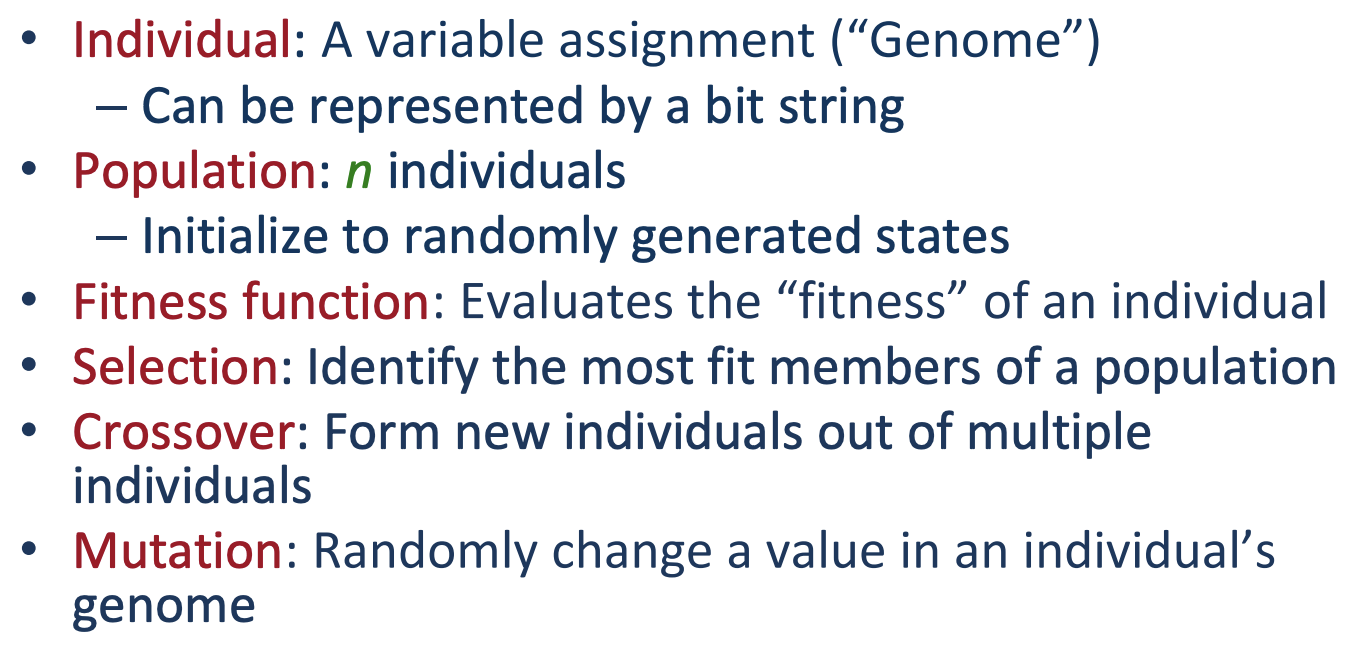 • Individual: A variable assignment (“Genome”)
– Can be represented by a bit string
• Population: n individuals
– Initialize to randomly generated states
• Fitness function: Evaluates the “fitness” of an individual
• Selection: Identify the most fit members of a population
• Crossover: Form new individuals out of multiple
individuals
• Mutation: Randomly change a value in an individual’s
genome